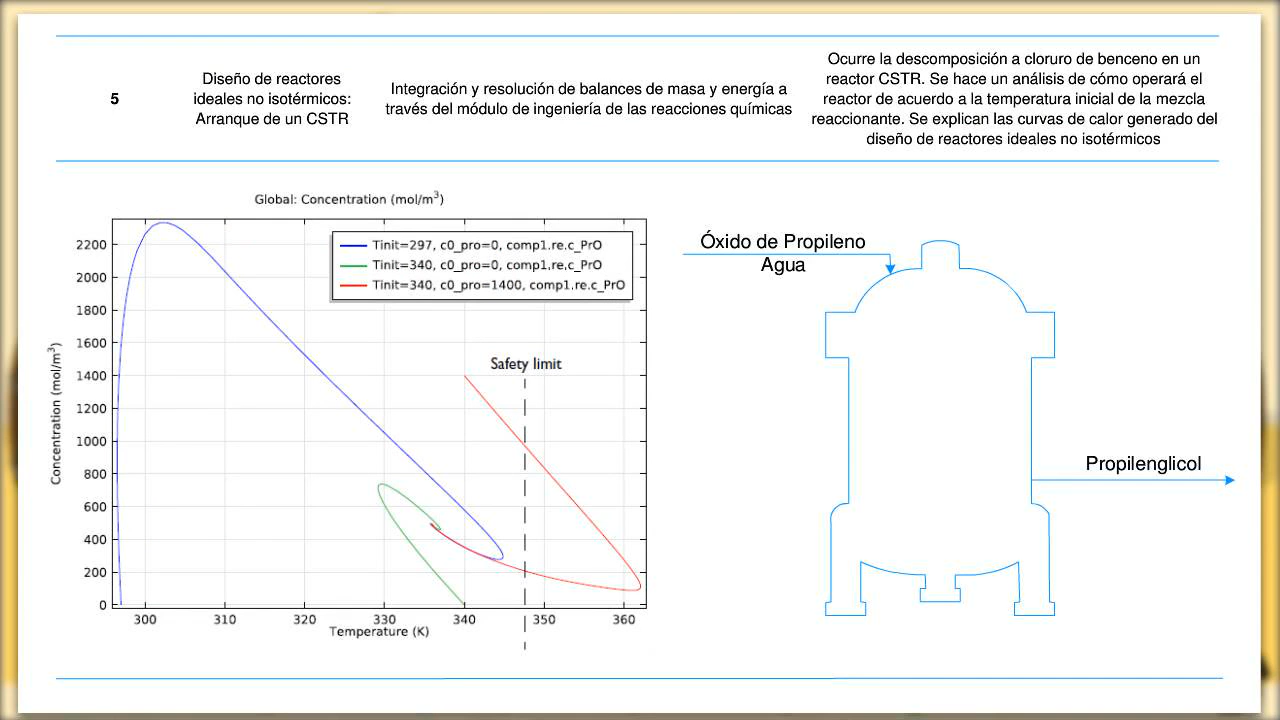 5
Diseño de reactores
ideales no isotérmicos:
Arranque de un CSTR
Integración y resolución de balances de masa y energía a
través del módulo de ingeniería de las reacciones químicas
Ocurre la descomposición a cloruro de benceno en un
reactor CSTR. Se hace un análisis de cómo operará el
reactor de acuerdo a la temperatura inicial de la mezcla
reaccionante. Se explican las curvas de calor generado del
diseño de reactores ideales no isotérmicos
Global: Concentration (mol/m³)
Tinit=297, c0_pro=0, comp1.re.c_PrO
Tinit=340, c0_pro=0, comp1.re.c_PrO
Tinit=340, c0_pro=1400, comp1.re.c_PrO
Safety limit
Concentration (mol/m³)
2200
2000
1800
1600
1400
1200
1000
800
600
400
200
0
300 310 320 330 340 350 360
Temperature (K)
Óxido de Propileno
Agua
Propilenglicol